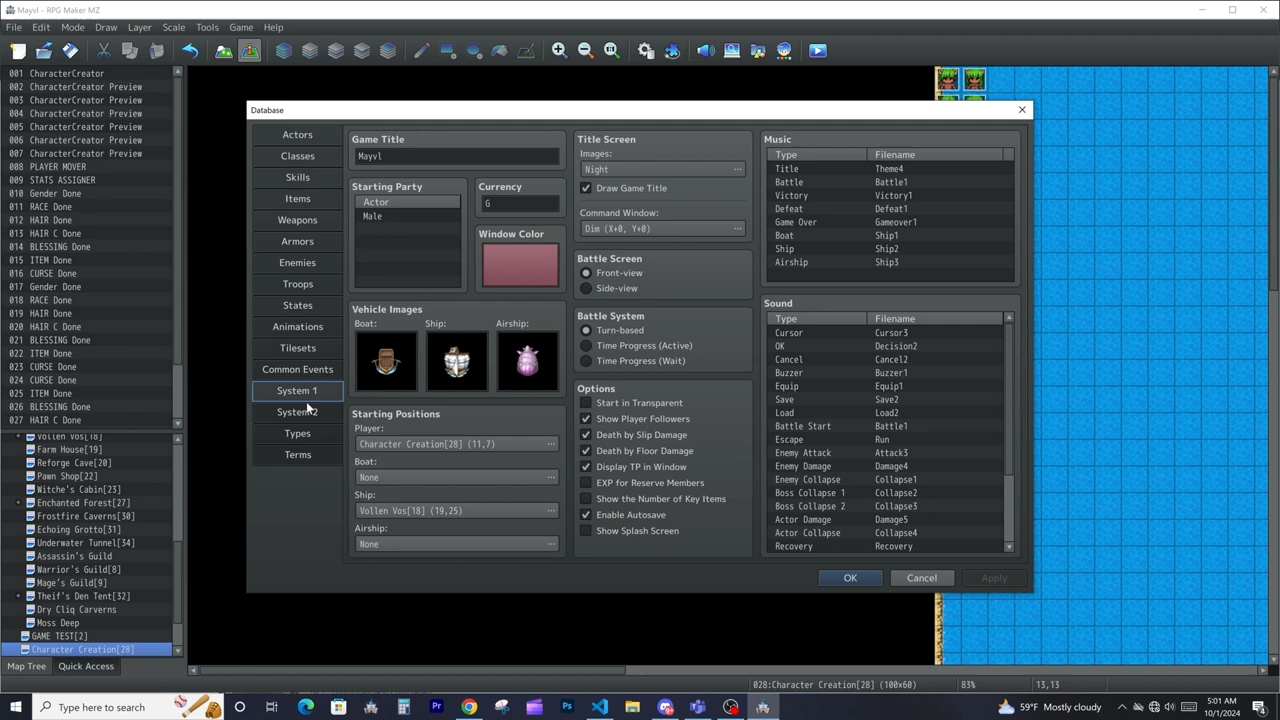 Mayvl - RPG Maker MZ
File Edit Mode Draw Layer Scale Tools Game Help
001 CharacterCreator
002 CharacterCreator Preview
003 CharacterCreator Preview
004 CharacterCreator Preview
005 CharacterCreator Preview
006 CharacterCreator Preview
007 CharacterCreator Preview
008 PLAYER MOVER
009 STATS ASSIGNER
010 Gender Done
011 RACE Done
012 HAIR Done
013 HAIR C Done
014 BLESSING Done
015 ITEM Done
016 CURSE Done
017 Gender Done
018 RACE Done
019 HAIR Done
020 HAIR C Done
021 BLESSING Done
022 ITEM Done
023 CURSE Done
024 CURSE Done
025 ITEM Done
026 BLESSING Done
027 HAIR C Done
Vollen Vos[18]
Farm House[19]
Reforge Cave[20]
Pawn Shop[22]
Witche's Cabin[23]
Enchanted Forest[27]
Frostfire Caverns[30]
Echoing Grotto[31]
Underwater Tunnel[34]
Assassin's Guild
Warrior's Guild[8]
Mage's Guild[9]
Theif's Den Tent[32]
Dry Cliq Carverns
Moss Deep
GAME TEST[2]
Character Creation[28]
Map Tree Quick Access
Database
Actors
Classes
Skills
Items
Weapons
Armors
Enemies
Troops
States
Animations
Tilesets
Common Events
System 1
System 2
Types
Terms
Game Title
Mayvl
Starting Party
Actor
Male
Currency
G
Window Color
Vehicle Images
Boat: Ship: Airship:
Starting Positions
Player:
Character Creation[28] (11,7) ...
Boat:
None ...
Ship:
Vollen Vos[18] (19,25) ...
Airship:
None ...
Title Screen
Images:
Night ...
Draw Game Title
Command Window:
Dim (X+0, Y+0) ...
Battle Screen
Front-view
Side-view
Battle System
Turn-based
Time Progress (Active)
Time Progress (Wait)
Options
Start in Transparent
Show Player Followers
Death by Slip Damage
Death by Floor Damage
Display TP in Window
EXP for Reserve Members
Show the Number of Key Items
Enable Autosave
Show Splash Screen
Music
Type Filename
Title Theme4
Battle Battle1
Victory Victory1
Defeat Defeat1
Game Over Gameover1
Boat Ship1
Ship Ship2
Airship Ship3
Sound
Type Filename
Cursor Cursor3
OK Decision2
Cancel Cancel2
Buzzer Buzzer1
Equip Equip1
Save Save2
Load Load2
Battle Start Battle1
Escape Run
Enemy Attack Attack3
Enemy Damage Damage4
Enemy Collapse Collapse1
Boss Collapse 1 Collapse2
Boss Collapse 2 Collapse3
Actor Damage Damage5
Actor Collapse Collapse4
Recovery Recovery
OK Cancel Apply
028:Character Creation[28] (100x60) 83% 13,13
Type here to search
59°F Mostly cloudy
5:01 AM
10/1/2024